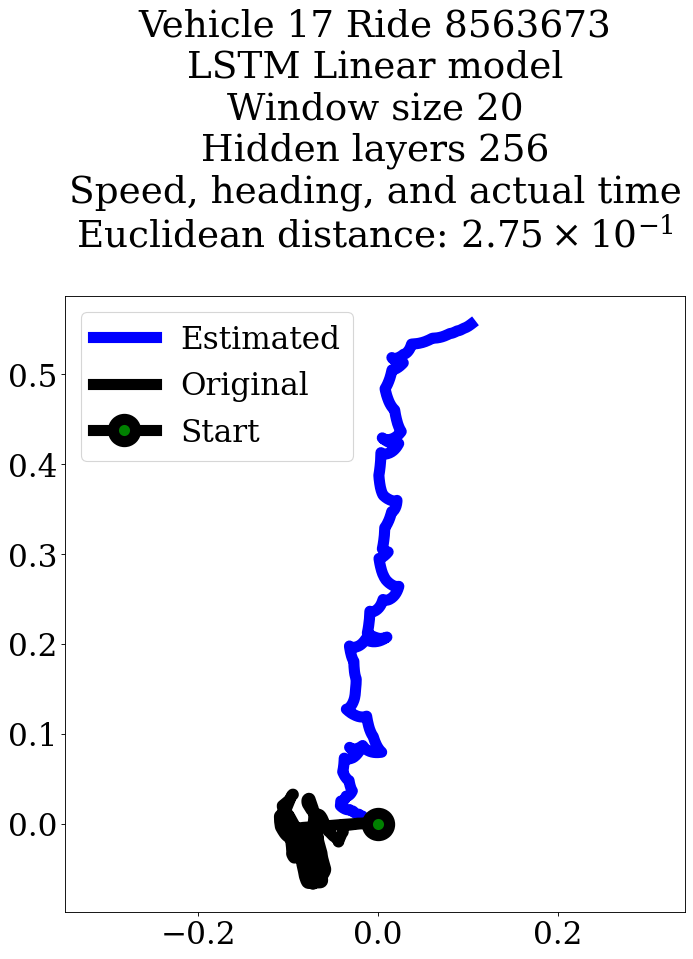 Vehicle 17 Ride 8563673
LSTM Linear model
Window size 20
Hidden layers 256
Speed, heading, and actual time
Euclidean distance: 2.75 × 10⁻¹
Estimated
Original
Start
0.5
0.4
0.3
0.2
0.1
0.0
−0.2 0.0 0.2